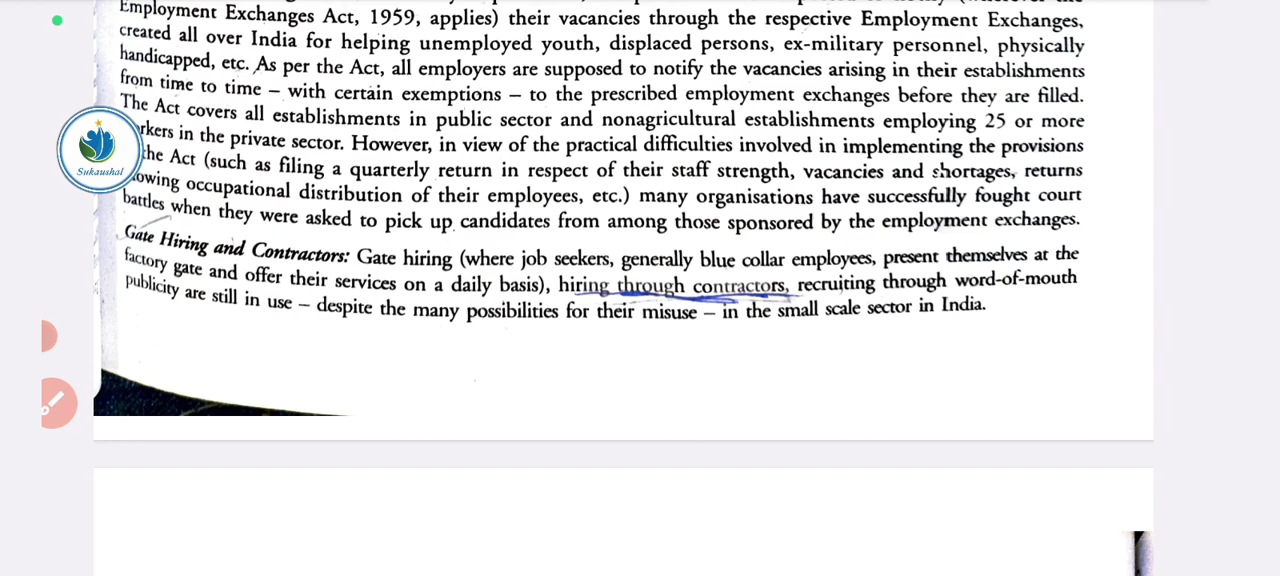 Employment Exchanges Act, 1959, applies) their vacancies through the respective Employment Exchanges,
created all over India for helping unemployed youth, displaced persons, ex-military personnel, physically
handicapped, etc. As per the Act, all employers are supposed to notify the vacancies arising in their establishments
from time to time – with certain exemptions – to the prescribed employment exchanges before they are filled.
The Act covers all establishments in public sector and nonagricultural establishments employing 25 or more
rkers in the private sector. However, in view of the practical difficulties involved in implementing the provisions
the Act (such as filing a quarterly return in respect of their staff strength, vacancies and shortages, returns
owing occupational distribution of their employees, etc.) many organisations have successfully fought court
battles when they were asked to pick up candidates from among those sponsored by the employment exchanges.
Sukaushal
Gate Hiring and Contractors: Gate hiring (where job seekers, generally blue collar employees, present themselves at the
factory gate and offer their services on a daily basis), hiring through contractors, recruiting through word-of-mouth
publicity are still in use – despite the many possibilities for their misuse – in the small scale sector in India.